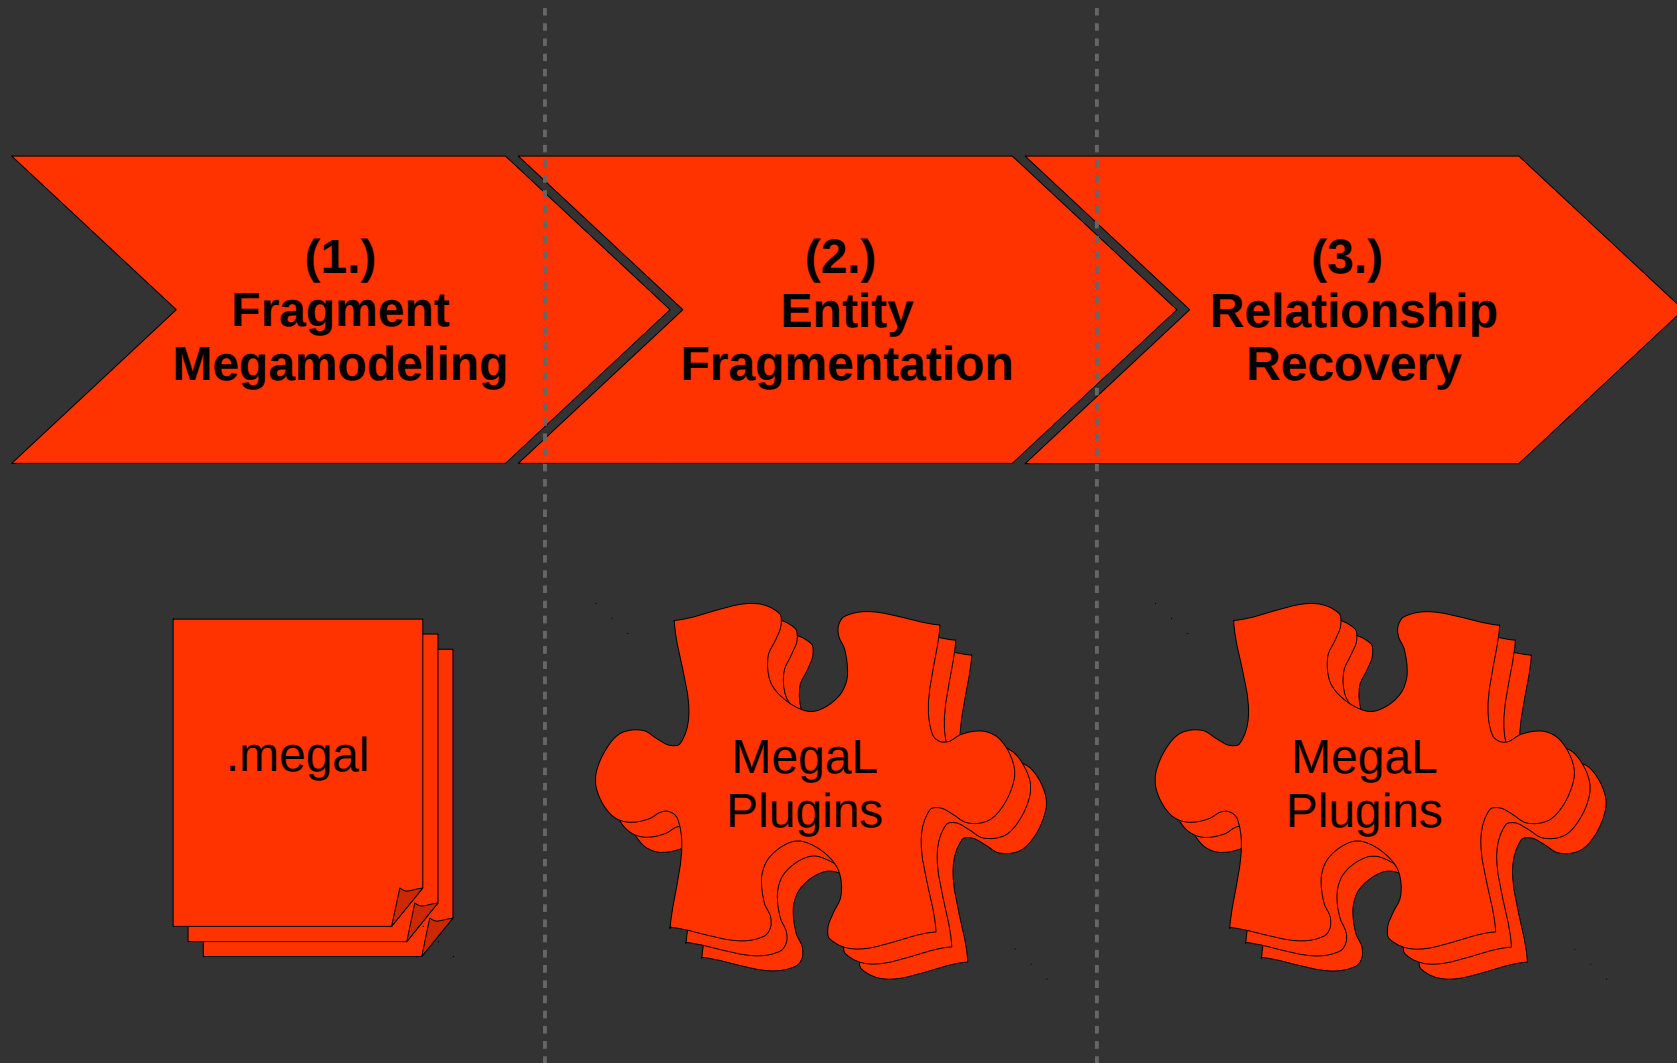 (1.)
Fragment
Megamodeling
(2.)
Entity
Fragmentation
(3.)
Relationship
Recovery
.megal
MegaL
Plugins
MegaL
Plugins